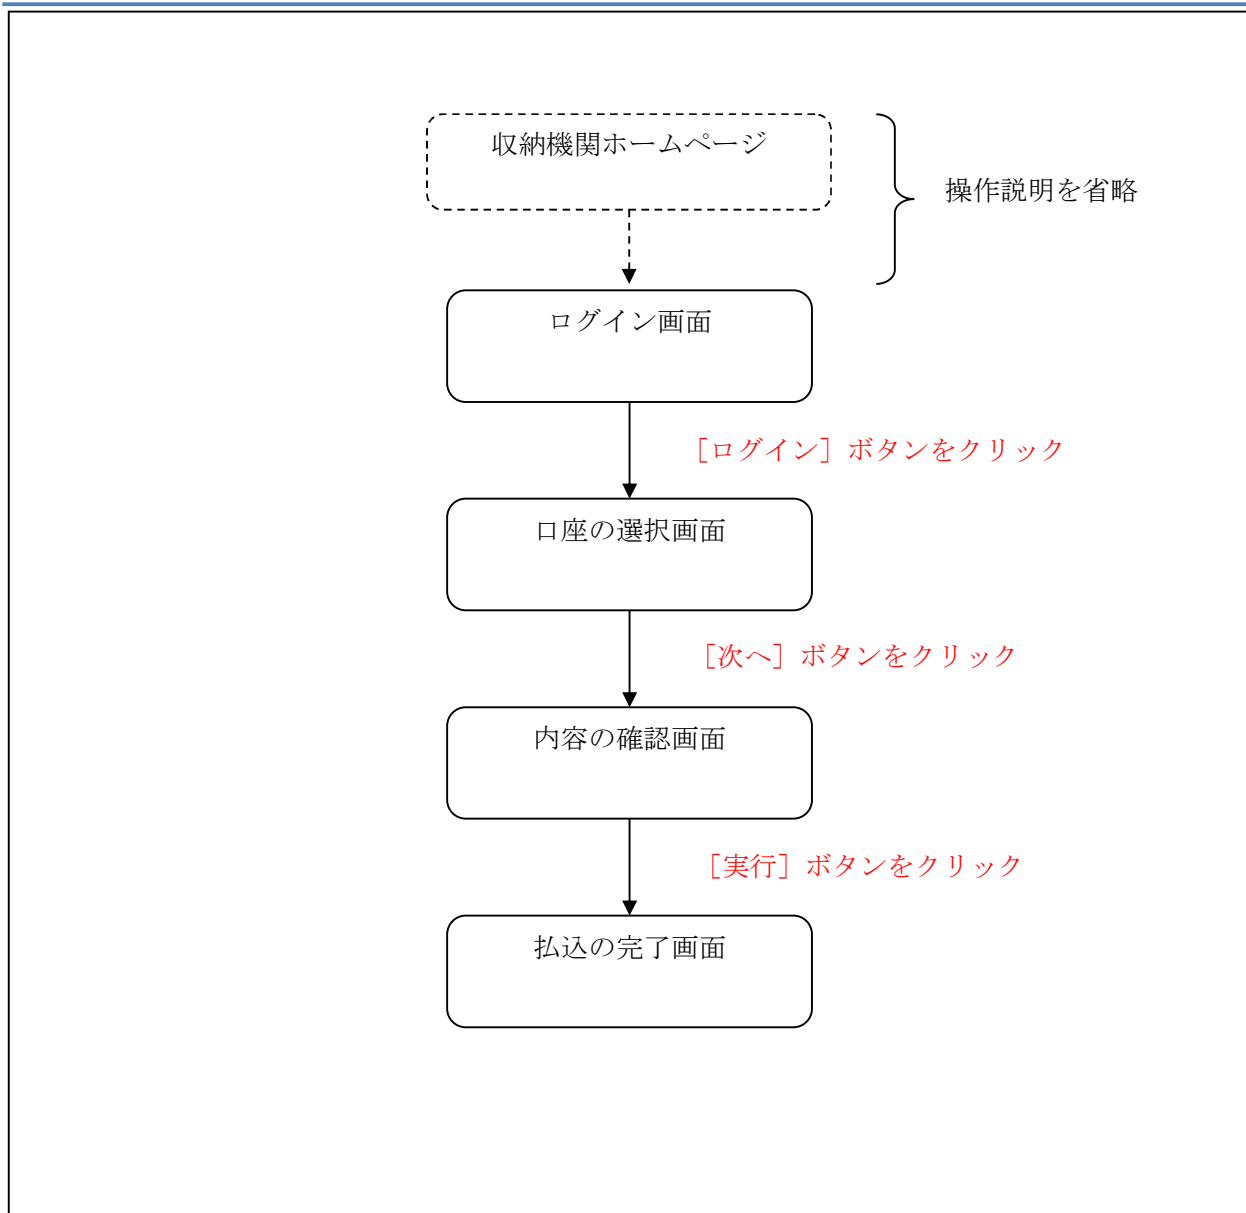 収納機関ホームページ
操作説明を省略
ログイン画面
［ログイン］ボタンをクリック
口座の選択画面
［次へ］ボタンをクリック
内容の確認画面
［実行］ボタンをクリック
払込の完了画面